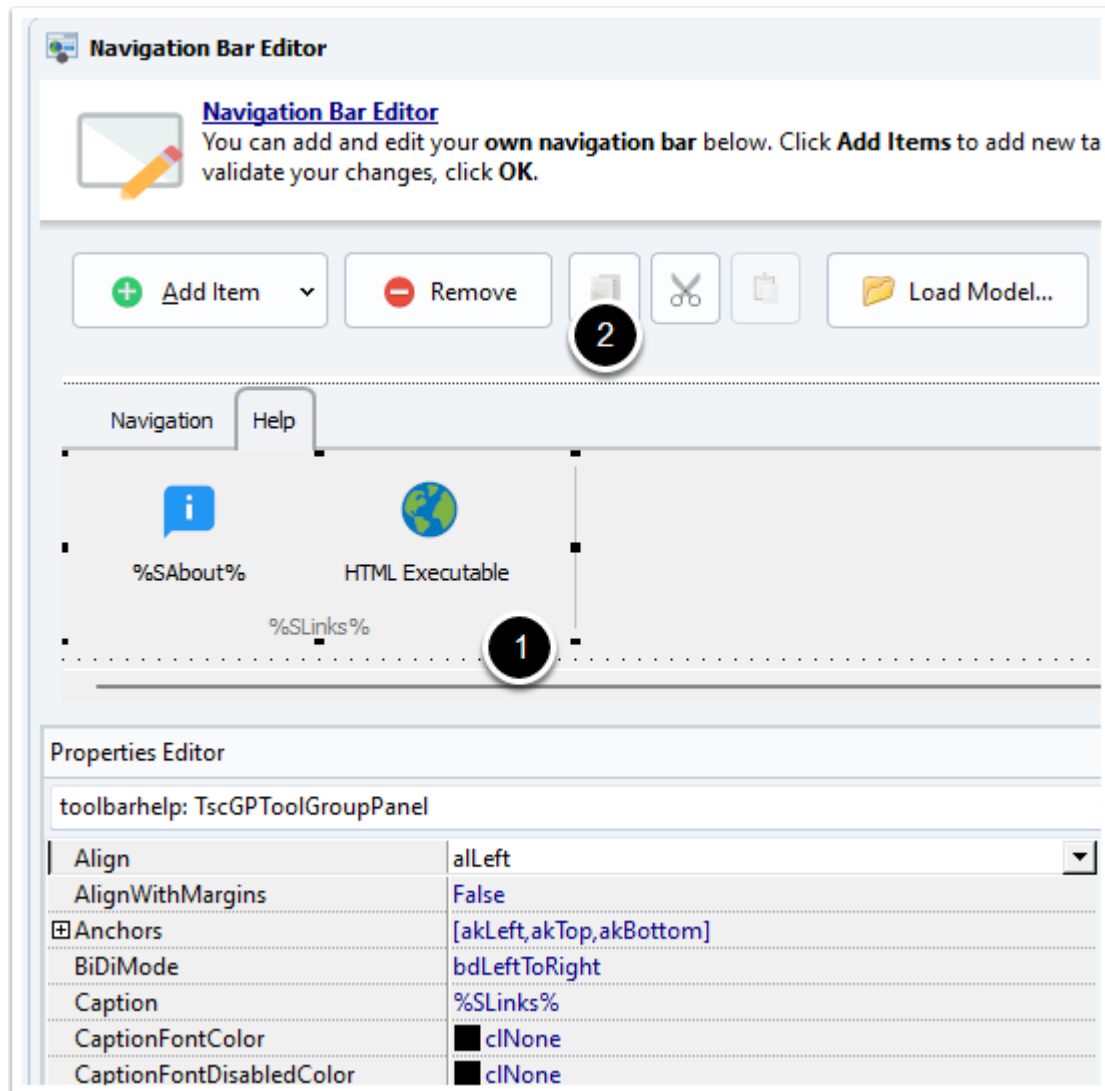 Navigation Bar Editor
Navigation Bar Editor
You can add and edit your own navigation bar below. Click Add Items to add new ta
validate your changes, click OK.
Add Item Remove Load Model...
2
Navigation Help
%SAbout% HTML Executable
%SLinks%
1
Properties Editor
toolbarhelp: TscGPToolGroupPanel
Align alLeft
AlignWithMargins False
Anchors [akLeft,akTop,akBottom]
BiDiMode bdLeftToRight
Caption %SLinks%
CaptionFontColor clNone
CaptionFontDisabledColor clNone